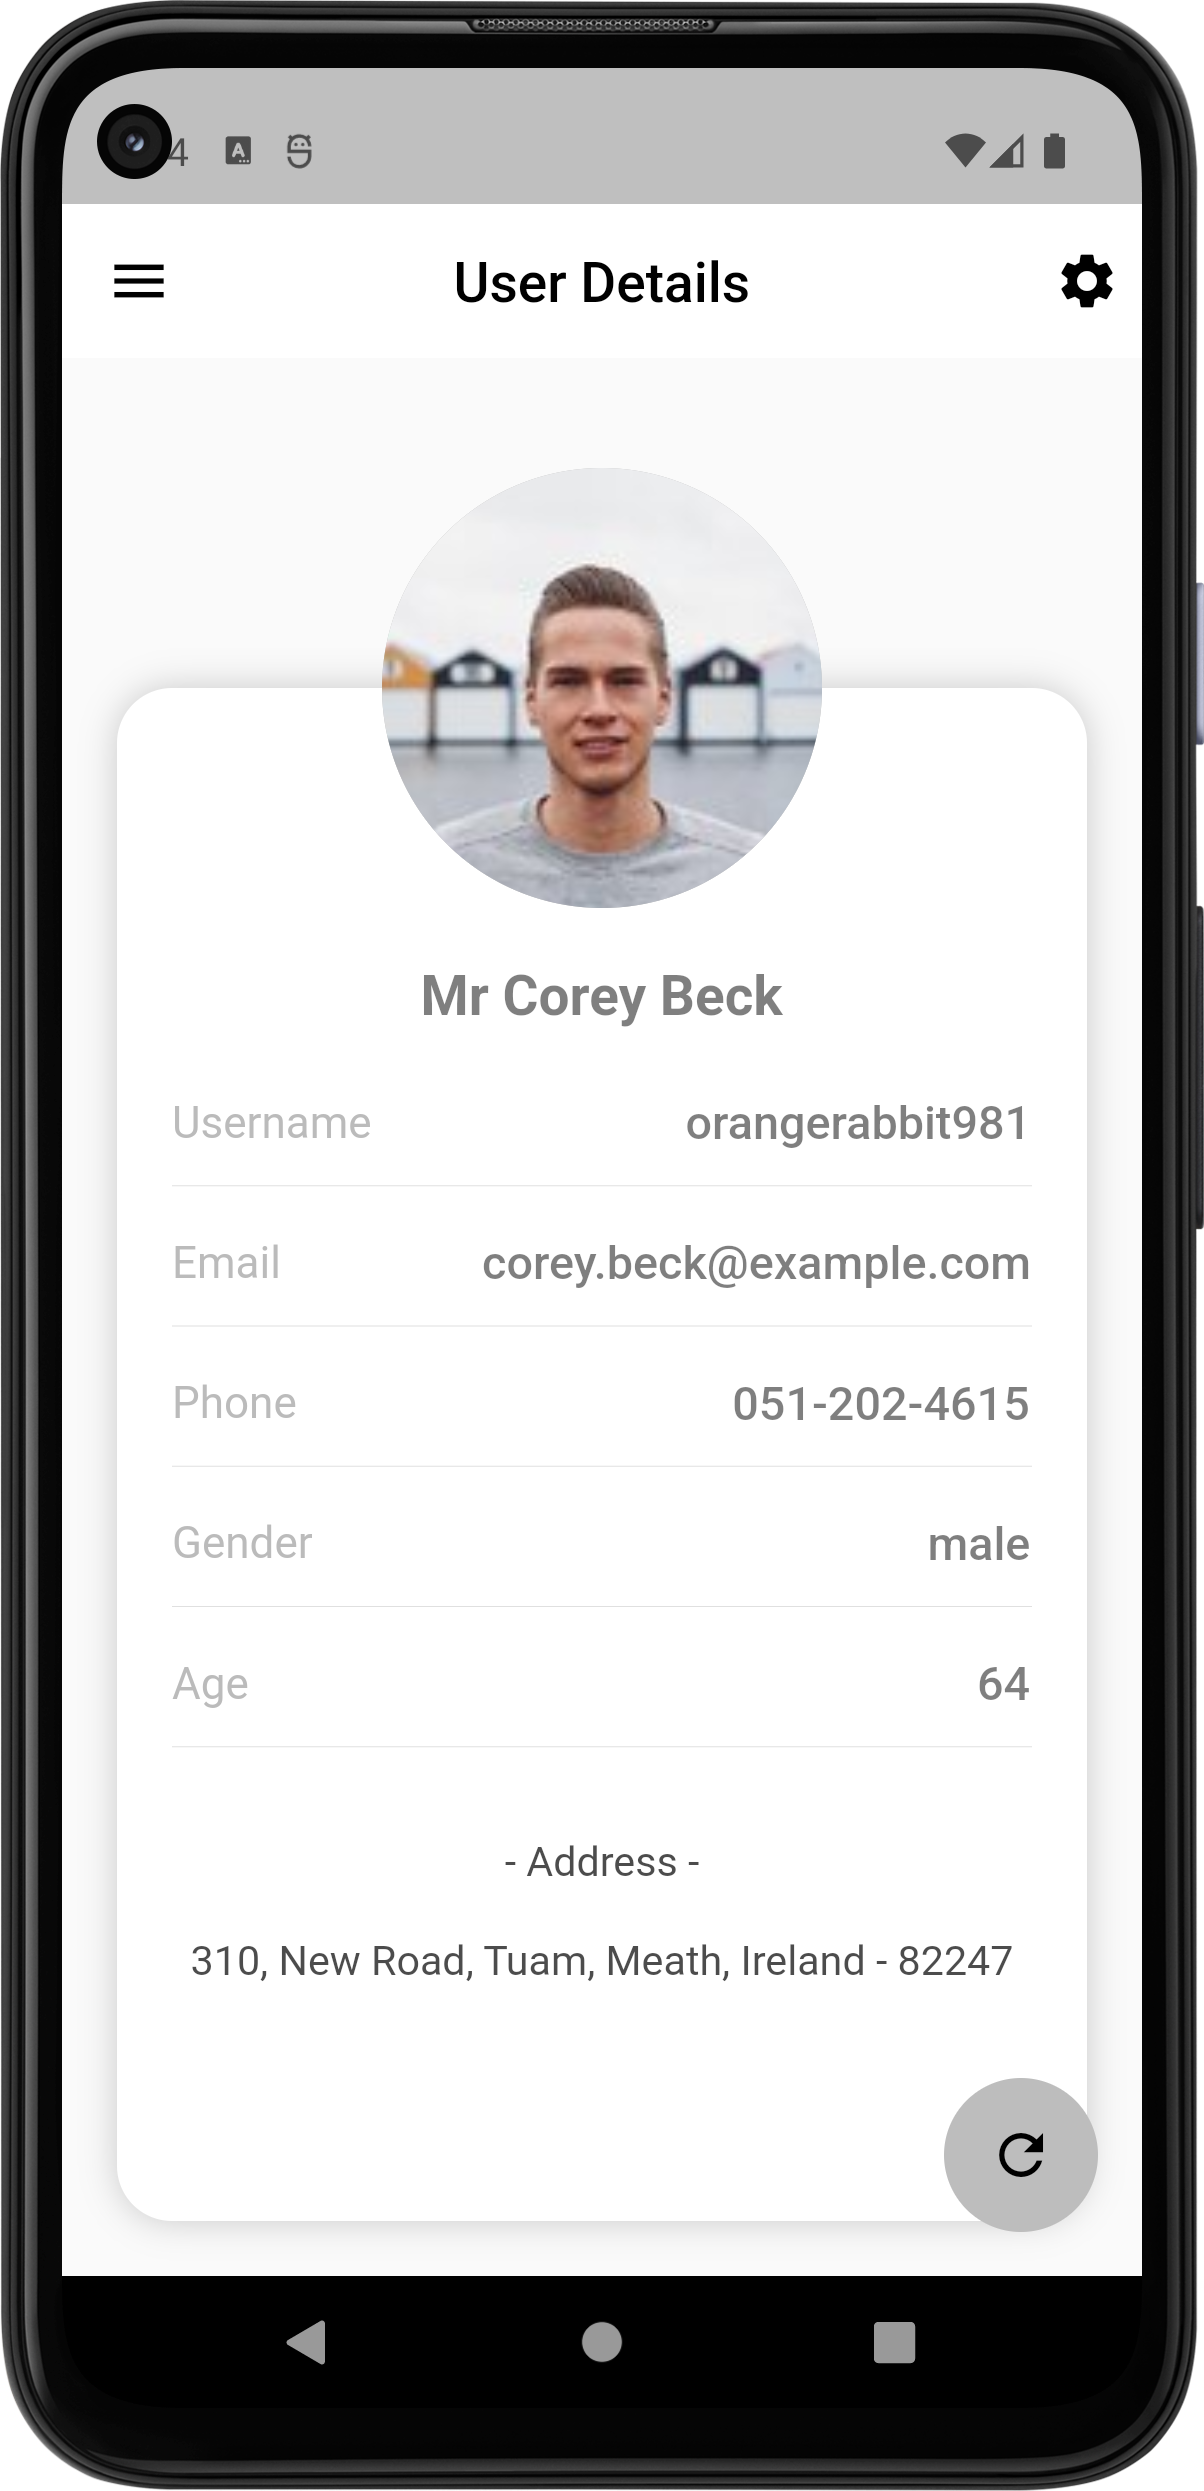 4
User Details
Mr Corey Beck
Username orangerabbit981
Email corey.beck@example.com
Phone 051-202-4615
Gender male
Age 64
- Address -
310, New Road, Tuam, Meath, Ireland - 82247